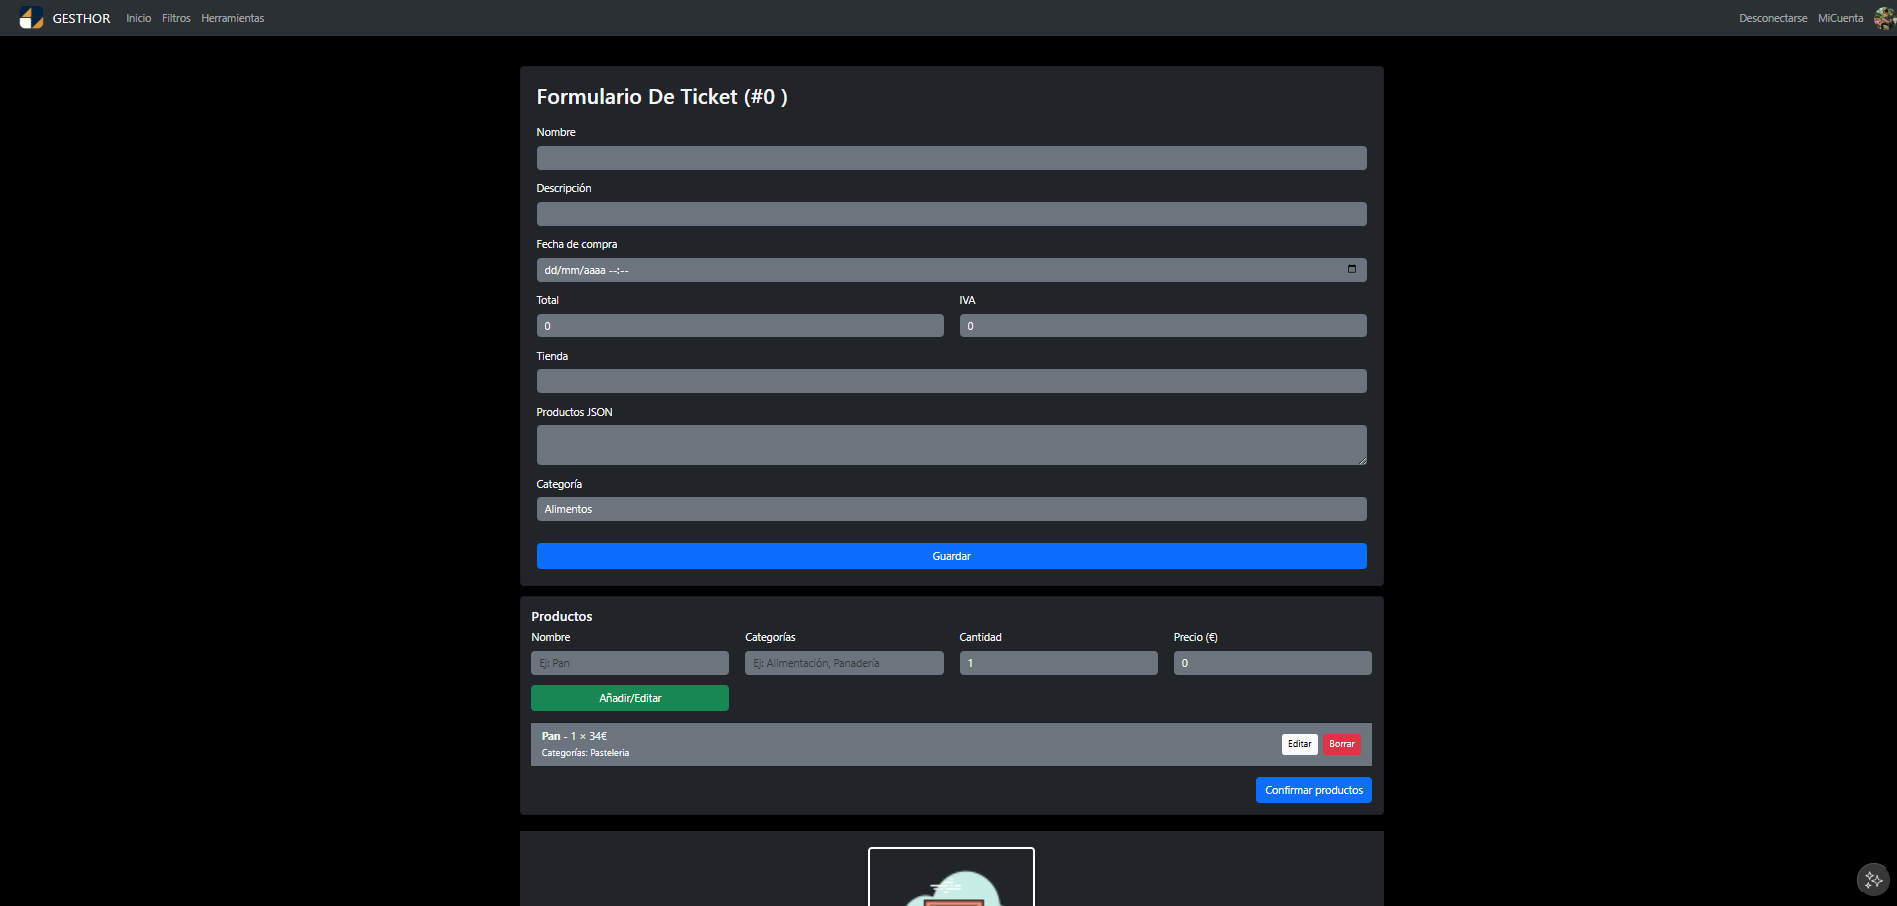 GESTHOR Inicio Filtros Herramientas Desconectarse MiCuenta
Formulario De Ticket (#0 )
Nombre
Descripción
Fecha de compra
dd/mm/aaaa --:--
Total IVA
0 0
Tienda
Productos JSON
Categoría
Alimentos
Guardar
Productos
Nombre Categorías Cantidad Precio (€)
Ej: Pan Ej: Alimentación, Panadería 1 0
Añadir/Editar
Pan - 1 × 34€
Categorías: Pasteleria
Editar Borrar
Confirmar productos